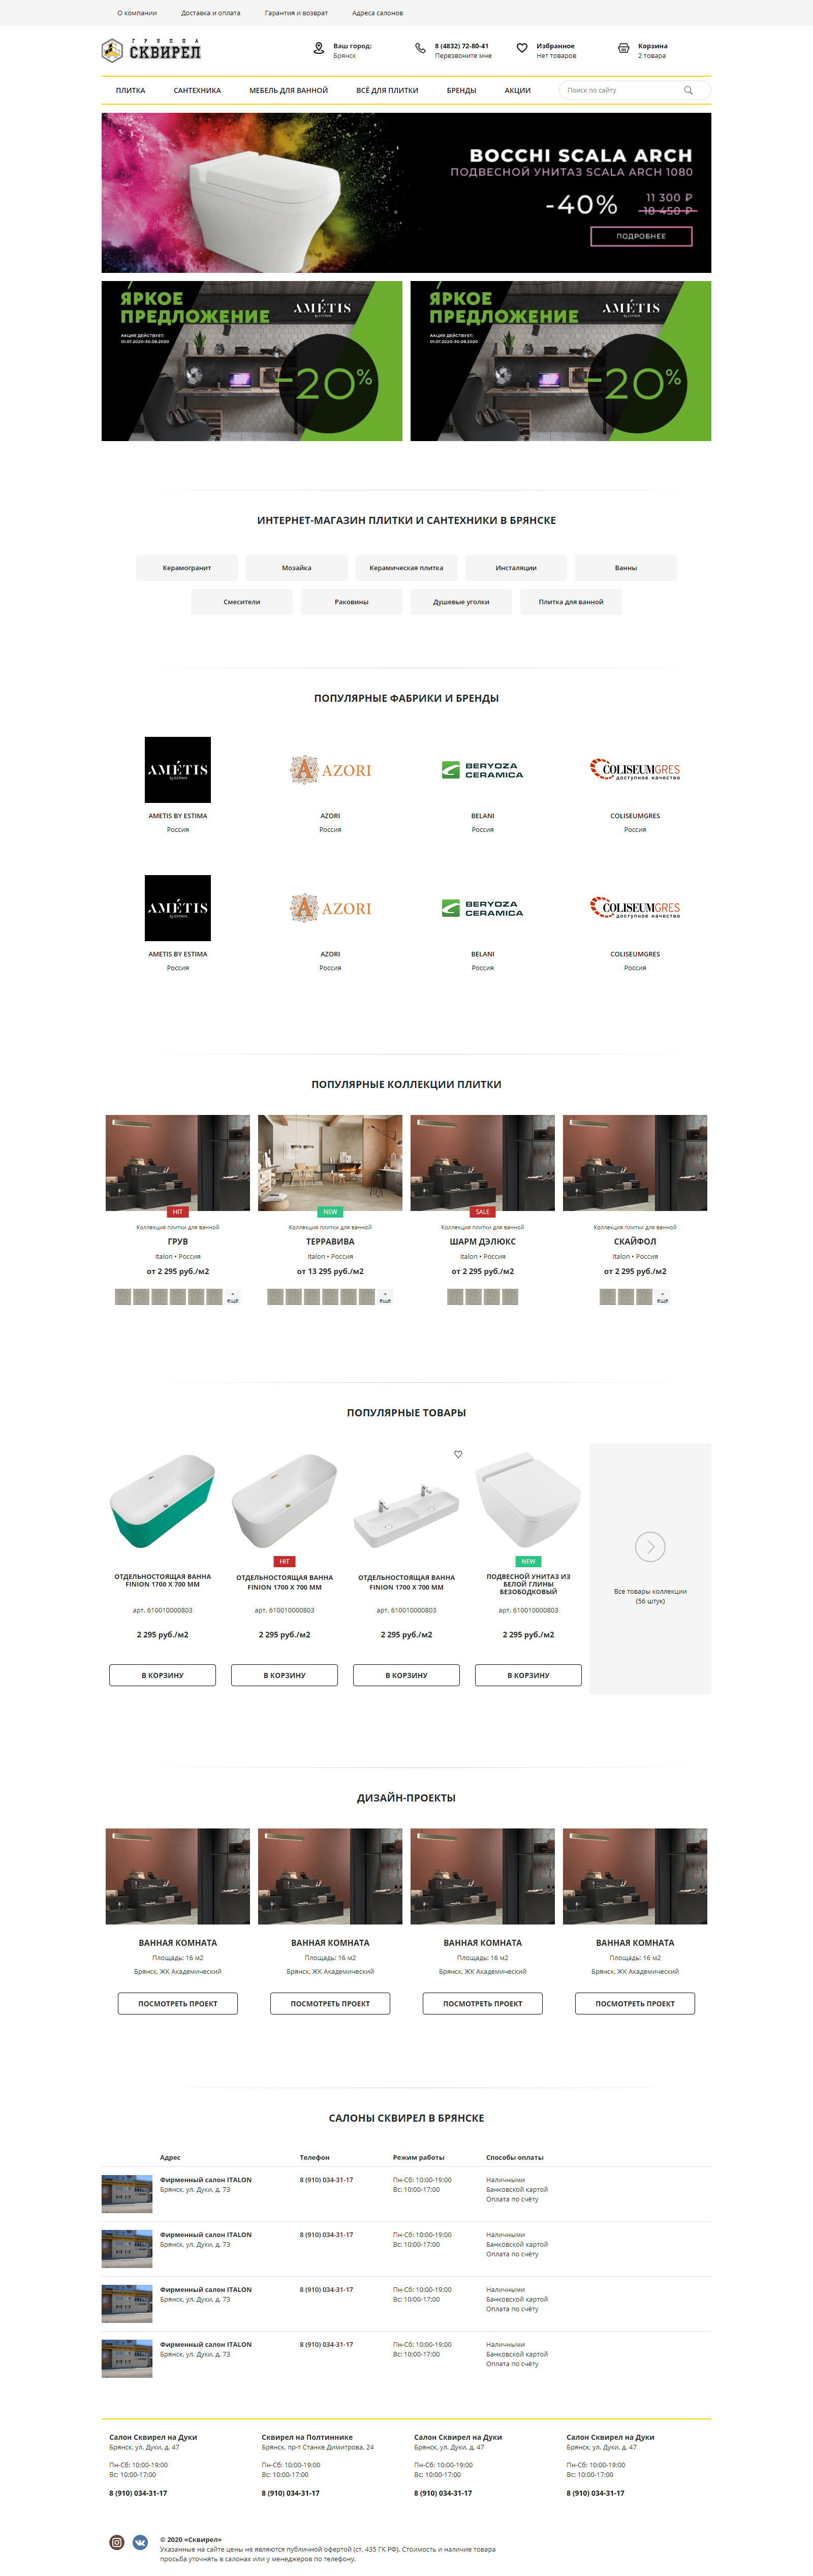 О компании Доставка и оплата Гарантия и возврат Адреса салонов
ГРУППА
СКВИРЕЛ
Ваш город:
Брянск
8 (4832) 72-80-41
Перезвоните мне
Избранное
Нет товаров
Корзина
2 товара
ПЛИТКА САНТЕХНИКА МЕБЕЛЬ ДЛЯ ВАННОЙ ВСЁ ДЛЯ ПЛИТКИ БРЕНДЫ АКЦИИ Поиск по сайту
BOCCHI SCALA ARCH
ПОДВЕСНОЙ УНИТАЗ SCALA ARCH 1080
-40% 11 300 ₽
18 450 ₽
ПОДРОБНЕЕ
ЯРКОЕ
ПРЕДЛОЖЕНИЕ
AMÉTIS
by ESTIMA
АКЦИЯ ДЕЙСТВУЕТ:
01.07.2020-30.09.2020
-20%
ЯРКОЕ
ПРЕДЛОЖЕНИЕ
AMÉTIS
by ESTIMA
АКЦИЯ ДЕЙСТВУЕТ:
01.07.2020-30.09.2020
-20%
ИНТЕРНЕТ-МАГАЗИН ПЛИТКИ И САНТЕХНИКИ В БРЯНСКЕ
Керамогранит Мозайка Керамическая плитка Инсталяции Ванны
Смесители Раковины Душевые уголки Плитка для ванной
ПОПУЛЯРНЫЕ ФАБРИКИ И БРЕНДЫ
AMÉTIS
by ESTIMA
AZORI
BERYOZA
CERAMICA
COLISEUMGRES
доступное качество
AMETIS BY ESTIMA AZORI BELANI COLISEUMGRES
Россия Россия Россия Россия
AMÉTIS
by ESTIMA
AZORI
BERYOZA
CERAMICA
COLISEUMGRES
доступное качество
AMETIS BY ESTIMA AZORI BELANI COLISEUMGRES
Россия Россия Россия Россия
ПОПУЛЯРНЫЕ КОЛЛЕКЦИИ ПЛИТКИ
HIT NEW SALE
Коллекция плитки для ванной Коллекция плитки для ванной Коллекция плитки для ванной Коллекция плитки для ванной
ГРУВ ТЕРРАВИВА ШАРМ ДЭЛЮКС СКАЙФОЛ
Italon • Россия Italon • Россия Italon • Россия Italon • Россия
от 2 295 руб./м2 от 13 295 руб./м2 от 2 295 руб./м2 от 2 295 руб./м2
+ + +
еще еще еще
ПОПУЛЯРНЫЕ ТОВАРЫ
HIT NEW
ОТДЕЛЬНОСТОЯЩАЯ ВАННА
FINION 1700 X 700 ММ
ОТДЕЛЬНОСТОЯЩАЯ ВАННА
FINION 1700 X 700 ММ
ОТДЕЛЬНОСТОЯЩАЯ ВАННА
FINION 1700 X 700 ММ
ПОДВЕСНОЙ УНИТАЗ ИЗ
БЕЛОЙ ГЛИНЫ
БЕЗОБОДКОВЫЙ
Все товары коллекции
(56 штук)
арт. 610010000803 арт. 610010000803 арт. 610010000803 арт. 610010000803
2 295 руб./м2 2 295 руб./м2 2 295 руб./м2 2 295 руб./м2
В КОРЗИНУ В КОРЗИНУ В КОРЗИНУ В КОРЗИНУ
ДИЗАЙН-ПРОЕКТЫ
ВАННАЯ КОМНАТА ВАННАЯ КОМНАТА ВАННАЯ КОМНАТА ВАННАЯ КОМНАТА
Площадь: 16 м2 Площадь: 16 м2 Площадь: 16 м2 Площадь: 16 м2
Брянск, ЖК Академический Брянск, ЖК Академический Брянск, ЖК Академический Брянск, ЖК Академический
ПОСМОТРЕТЬ ПРОЕКТ ПОСМОТРЕТЬ ПРОЕКТ ПОСМОТРЕТЬ ПРОЕКТ ПОСМОТРЕТЬ ПРОЕКТ
САЛОНЫ СКВИРЕЛ В БРЯНСКЕ
Адрес Телефон Режим работы Способы оплаты
Фирменный салон ITALON 8 (910) 034-31-17 Пн-Сб: 10:00-19:00 Наличными
Брянск, ул. Дуки, д. 73 Вс: 10:00-17:00 Банковской картой
Оплата по счёту
Фирменный салон ITALON 8 (910) 034-31-17 Пн-Сб: 10:00-19:00 Наличными
Брянск, ул. Дуки, д. 73 Вс: 10:00-17:00 Банковской картой
Оплата по счёту
Фирменный салон ITALON 8 (910) 034-31-17 Пн-Сб: 10:00-19:00 Наличными
Брянск, ул. Дуки, д. 73 Вс: 10:00-17:00 Банковской картой
Оплата по счёту
Фирменный салон ITALON 8 (910) 034-31-17 Пн-Сб: 10:00-19:00 Наличными
Брянск, ул. Дуки, д. 73 Вс: 10:00-17:00 Банковской картой
Оплата по счёту
Салон Сквирел на Дуки Сквирел на Полтиннике Салон Сквирел на Дуки Салон Сквирел на Дуки
Брянск, ул. Дуки, д. 47 Брянск, пр-т Станке Димитрова, 24 Брянск, ул. Дуки, д. 47 Брянск, ул. Дуки, д. 47
Пн-Сб: 10:00-19:00 Пн-Сб: 10:00-19:00 Пн-Сб: 10:00-19:00 Пн-Сб: 10:00-19:00
Вс: 10:00-17:00 Вс: 10:00-17:00 Вс: 10:00-17:00 Вс: 10:00-17:00
8 (910) 034-31-17 8 (910) 034-31-17 8 (910) 034-31-17 8 (910) 034-31-17
© 2020 «Сквирел»
Указанные на сайте цены не являются публичной офертой (ст. 435 ГК РФ). Стоимость и наличие товара
просьба уточнять в салонах или у менеджеров по телефону.